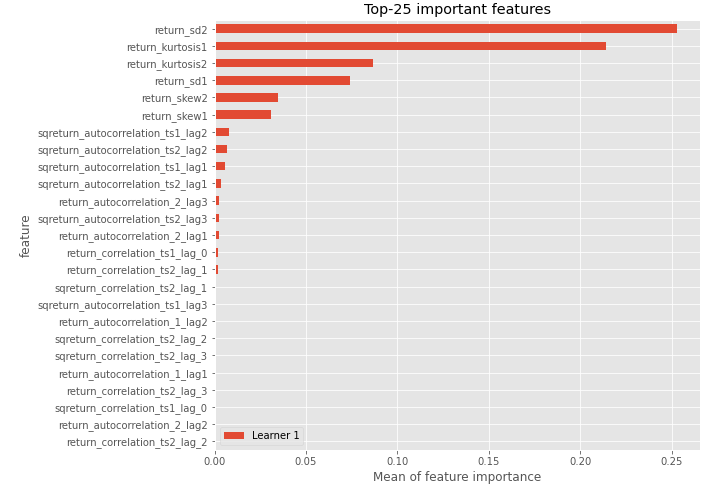 Top-25 important features
return_sd2
return_kurtosis1
return_kurtosis2
return_sd1
return_skew2
return_skew1
sqreturn_autocorrelation_ts1_lag2
sqreturn_autocorrelation_ts2_lag2
sqreturn_autocorrelation_ts1_lag1
sqreturn_autocorrelation_ts2_lag1
return_autocorrelation_2_lag3
sqreturn_autocorrelation_ts2_lag3
return_autocorrelation_2_lag1
return_correlation_ts1_lag_0
return_correlation_ts2_lag_1
sqreturn_correlation_ts2_lag_1
sqreturn_autocorrelation_ts1_lag3
return_autocorrelation_1_lag2
sqreturn_correlation_ts2_lag_2
sqreturn_correlation_ts2_lag_3
return_autocorrelation_1_lag1
return_correlation_ts2_lag_3
sqreturn_correlation_ts1_lag_0
return_autocorrelation_2_lag2
return_correlation_ts2_lag_2
feature
Learner 1
0.00 0.05 0.10 0.15 0.20 0.25
Mean of feature importance